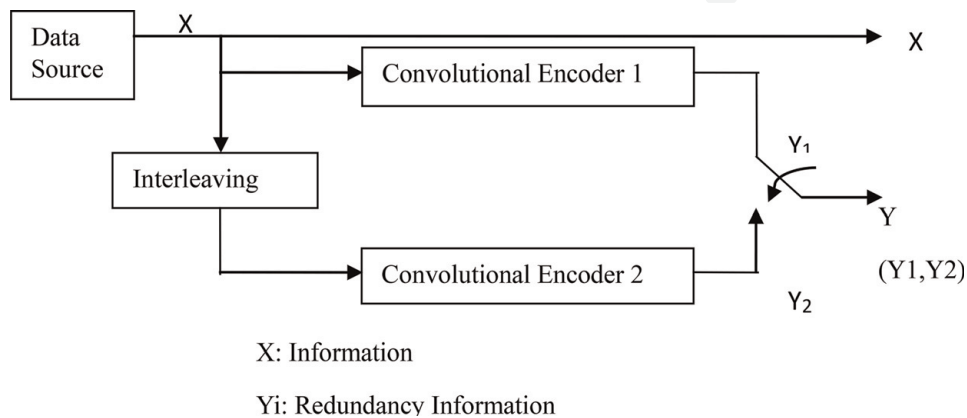 X
Data
Source
X
Convolutional Encoder 1
Y₁
Interleaving
Y
Convolutional Encoder 2
(Y1,Y2)
Y₂
X: Information
Yi: Redundancy Information